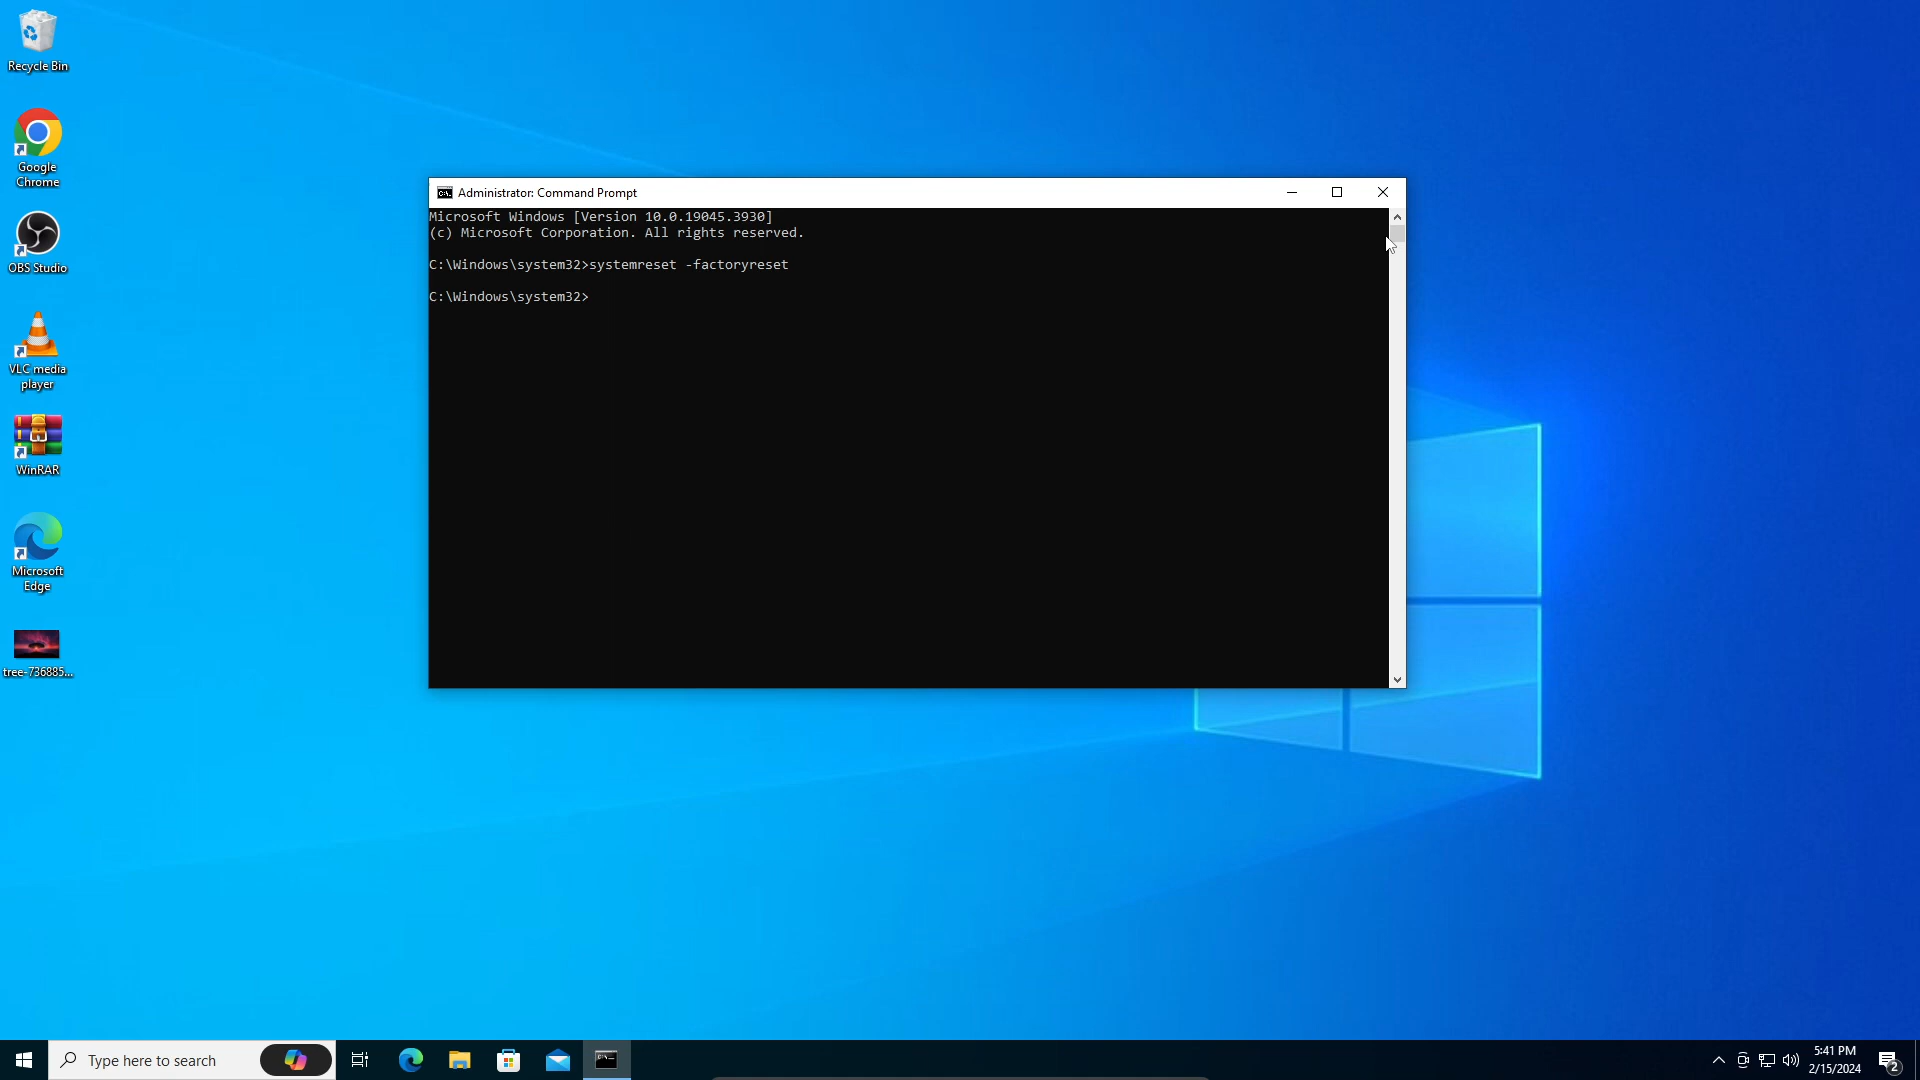 Recycle Bin
Google
Chrome
OBS Studio
VLC media
player
WinRAR
Microsoft
Edge
tree-736885...
Administrator: Command Prompt
Microsoft Windows [Version 10.0.19045.3930]
(c) Microsoft Corporation. All rights reserved.
C:\Windows\system32>systemreset -factoryreset
C:\Windows\system32>
Type here to search
5:41 PM
2/15/2024
2